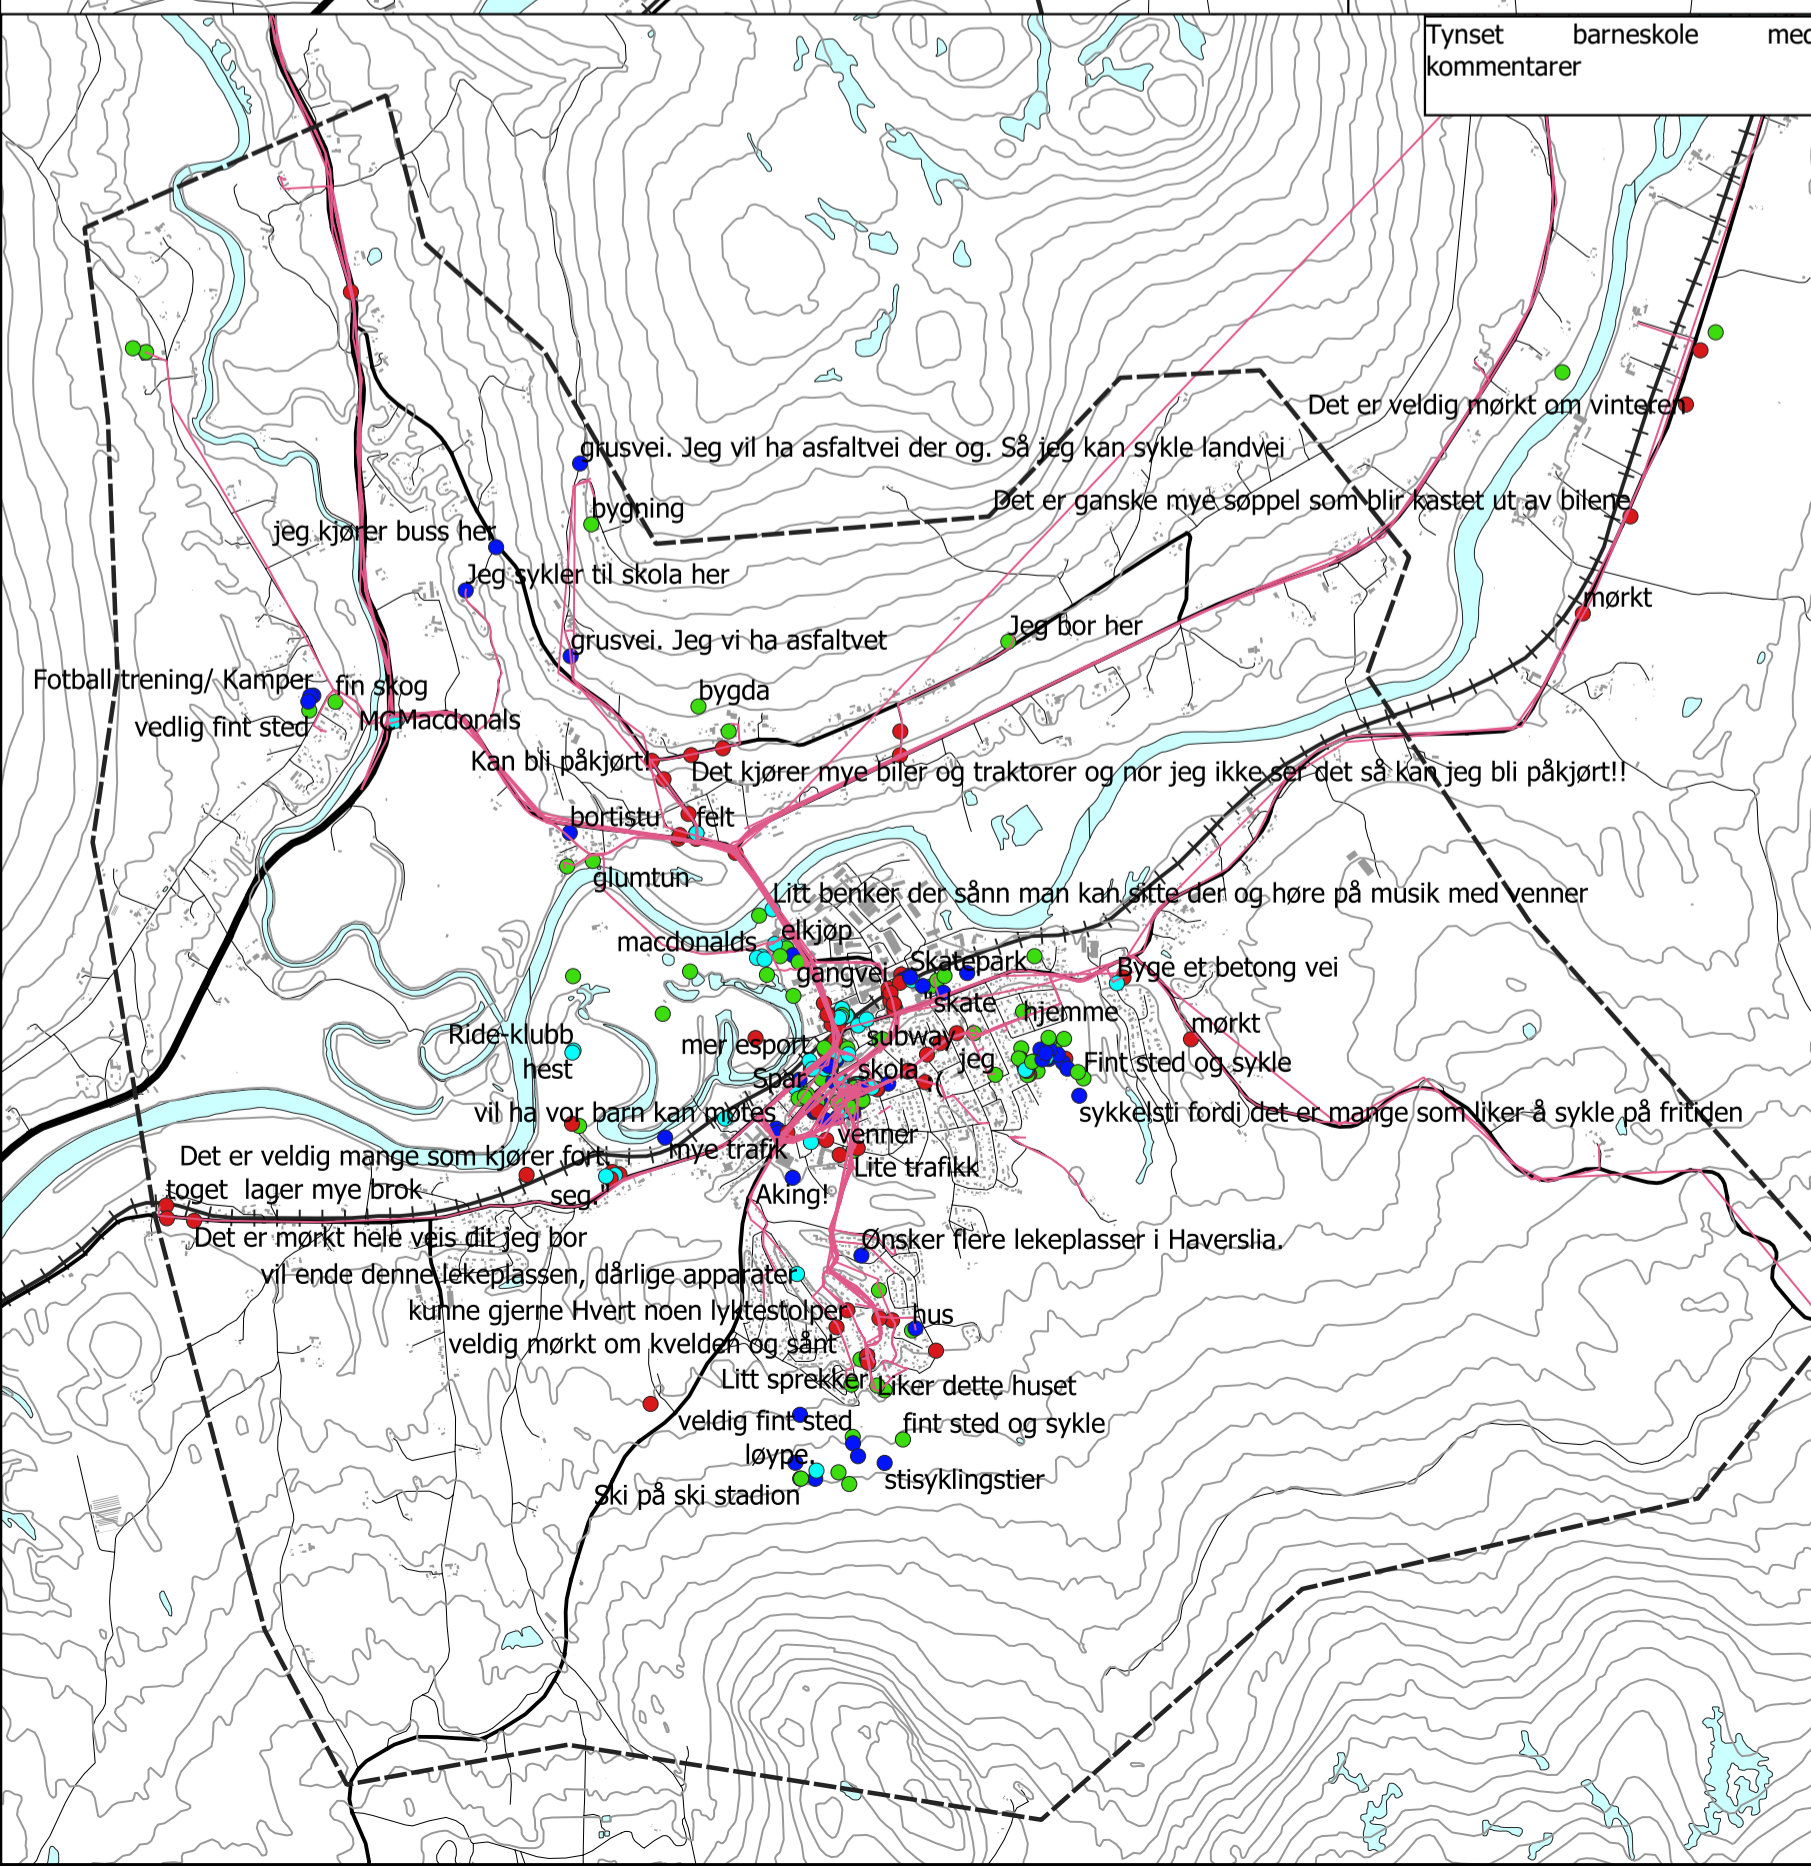 Tynset barneskole med
kommentarer
Det er veldig mørkt om vinteren
grusvei. Jeg vil ha asfaltvei der og. Så jeg kan sykle landvei
Det er ganske mye søppel som blir kastet ut av bilene
bygning
jeg kjører buss her
Jeg sykler til skola her
mørkt
Jeg bor her
grusvei. Jeg vi ha asfaltvet
Fotball trening/ Kamper
fin skog
bygda
vedlig fint sted
MCMacdonals
Kan bli påkjørt!
Det kjører mye biler og traktorer og nor jeg ikke ser det så kan jeg bli påkjørt!!
bortistu
felt
glumtun
Litt benker der sånn man kan sitte der og høre på musik med venner
elkjøp
macdonalds
gangvei
Skatepark
Byge et betong vei
skate
hjemme
mørkt
Ride-klubb
mer esport
subway
jeg
Fint sted og sykle
hest
skola
Spar
:(
vil ha vor barn kan møtes
sykkelsti fordi det er mange som liker å sykle på fritiden
venner
mye trafik
Det er veldig mange som kjører forti
seg."
Lite trafikk
toget lager mye brok
Aking!
Det er mørkt hele veis dit jeg bor
Ønsker flere lekeplasser i Haverslia.
vil ende denne lekeplassen, dårlige apparater
kunne gjerne Hvert noen lyktestolper
hus
veldig mørkt om kvelden og sånt
Litt sprekker
Liker dette huset
veldig fint sted
fint sted og sykle
løype.
stisyklingstier
Ski på ski stadion